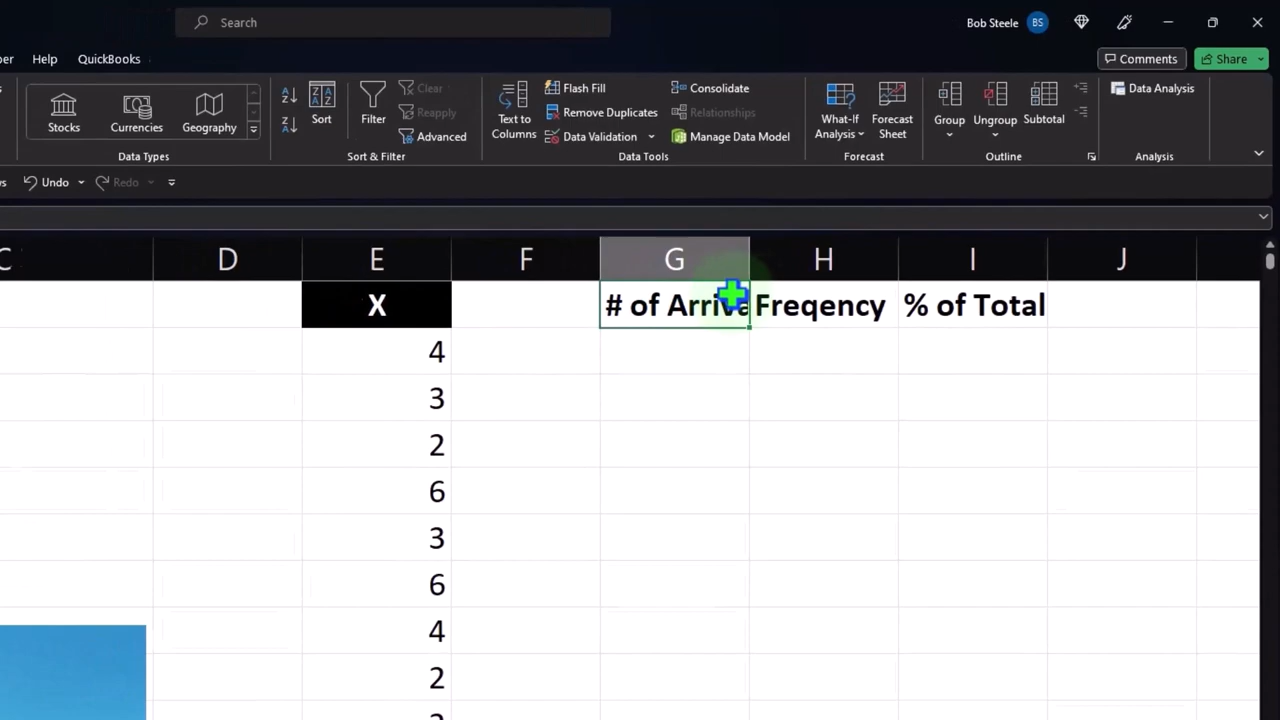 Search
Bob Steele BS
Help QuickBooks Comments Share
Stocks Currencies Geography
Sort Filter Clear Reapply Advanced
Text to Columns Flash Fill Remove Duplicates Data Validation
Consolidate Relationships Manage Data Model
What-If Analysis Forecast Sheet
Group Ungroup Subtotal
Data Analysis
Data Types Sort & Filter Data Tools Forecast Outline Analysis
Undo Redo
D E F G H I J
X # of Arriva Freqency % of Total
4
3
2
6
3
6
4
2